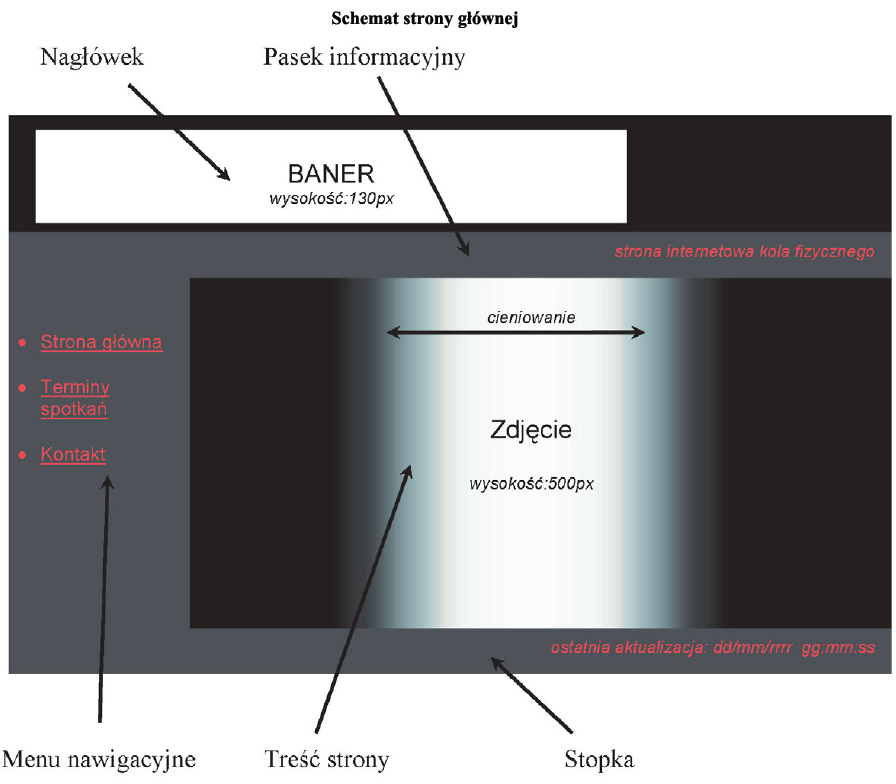 Schemat strony głównej
Nagłówek
Pasek informacyjny
BANER
wysokość:130px
strona internetowa koła fizycznego
cieniowanie
• Strona główna
• Terminy
spotkań
• Kontakt
Zdjęcie
wysokość:500px
ostatnia aktualizacja: dd/mm/rrrr gg:mm:ss
Menu nawigacyjne
Treść strony
Stopka